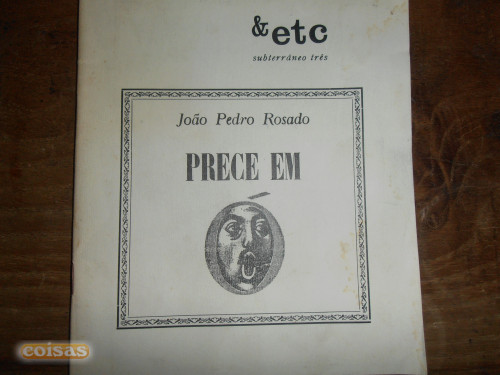 & etc
subterrâneo três
João Pedro Rosado
PRECE EM
Ó
coisas